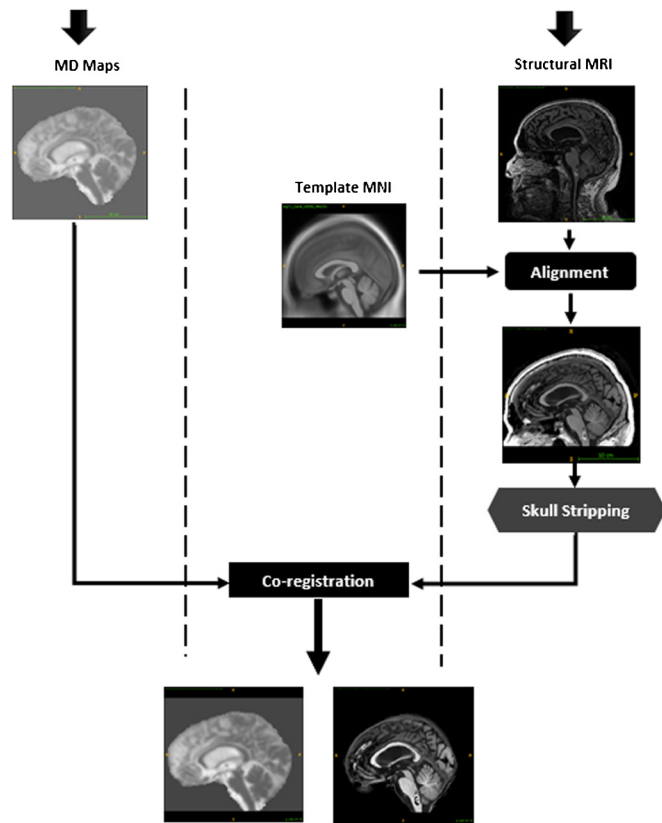 MD Maps
Structural MRI
Template MNI
Alignment
Skull Stripping
Co-registration